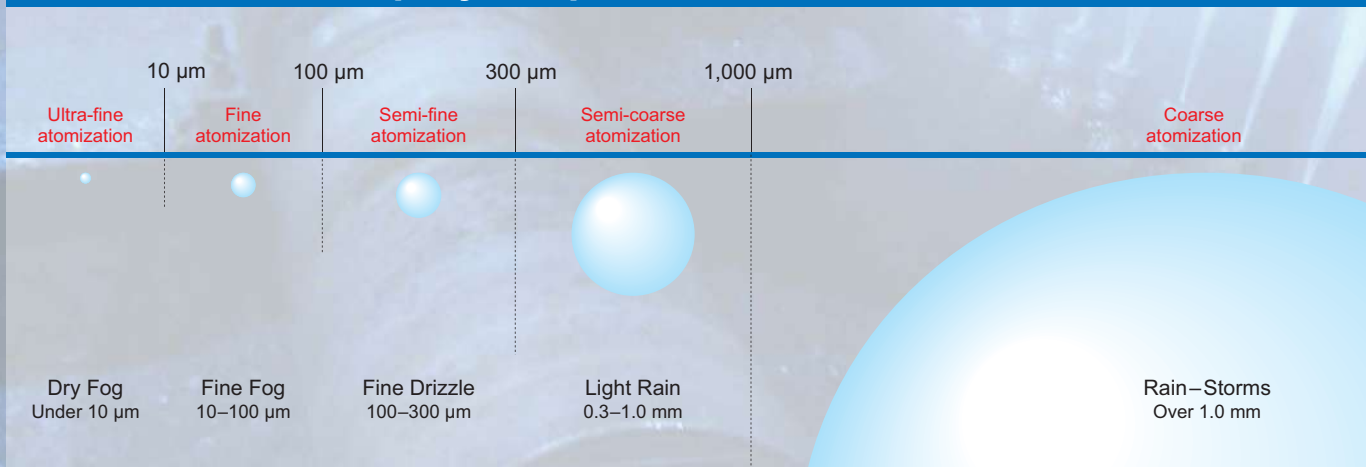 10 μm
100 μm
300 μm
1,000 μm
Ultra-fine
atomization
Fine
atomization
Semi-fine
atomization
Semi-coarse
atomization
Coarse
atomization
Dry Fog
Under 10 μm
Fine Fog
10–100 μm
Fine Drizzle
100–300 μm
Light Rain
0.3–1.0 mm
Rain–Storms
Over 1.0 mm